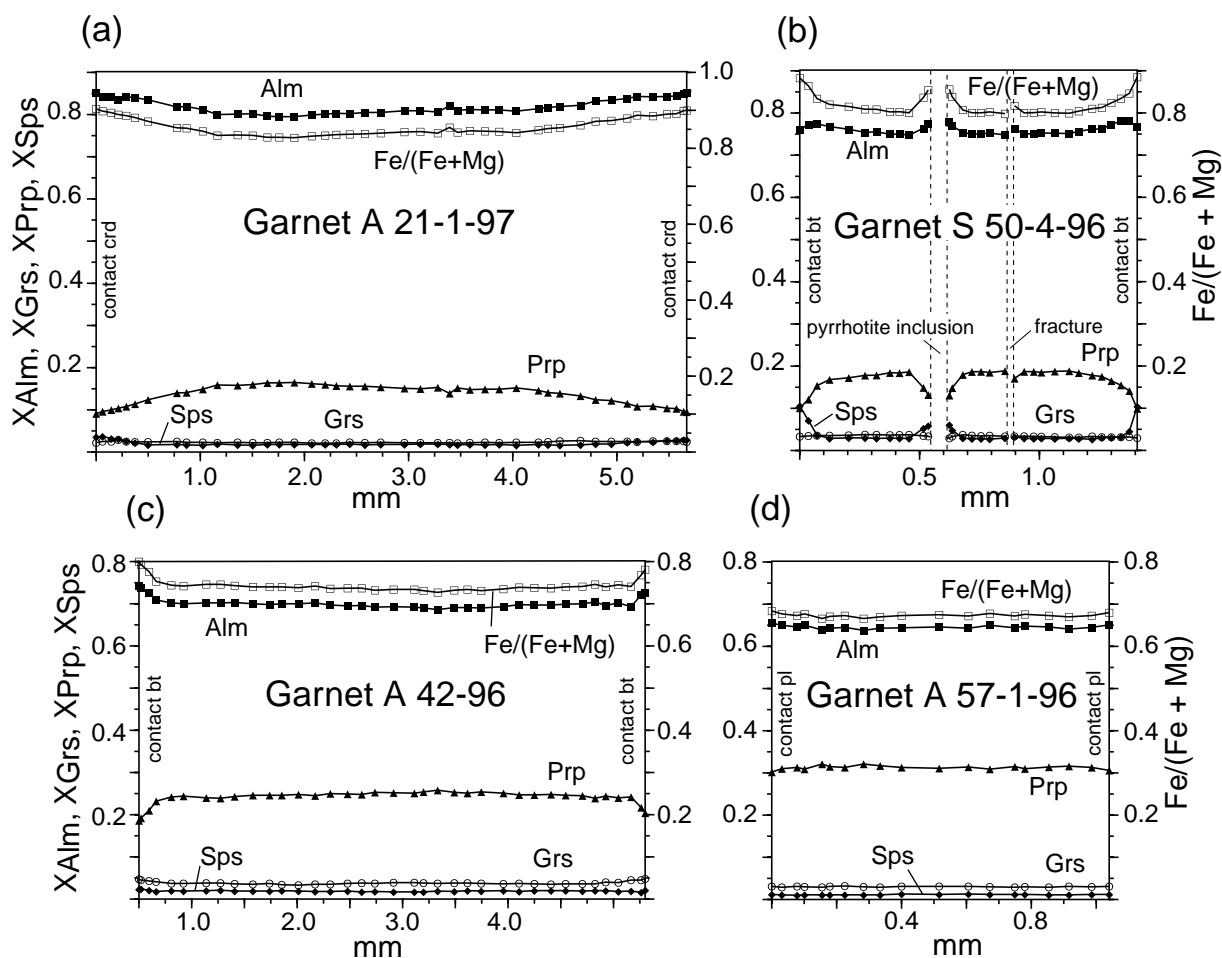 (a)
XAlm, XGrs, XPrp, XSps
0.8
0.6
0.4
0.2
Alm
Fe/(Fe+Mg)
Garnet A 21-1-97
contact crd
contact crd
Prp
Sps
Grs
1.0
0.8
0.6
0.4
0.2
1.0 2.0 3.0 4.0 5.0
mm
(b)
0.8
0.6
0.4
0.2
Fe/(Fe+Mg)
Alm
Garnet S 50-4-96
contact bt
contact bt
pyrrhotite inclusion
fracture
Prp
Sps
Grs
0.8
0.6
0.4
0.2
Fe/(Fe + Mg)
0.5 1.0
mm
(c)
XAlm, XGrs, XPrp, XSps
0.8
0.6
0.4
0.2
Alm
Fe/(Fe+Mg)
Garnet A 42-96
contact bt
contact bt
Prp
Sps
Grs
0.8
0.6
0.4
0.2
1.0 2.0 3.0 4.0
mm
(d)
0.8
0.6
0.4
0.2
Fe/(Fe+Mg)
Alm
Garnet A 57-1-96
contact pl
contact pl
Prp
Sps
Grs
0.8
0.6
0.4
0.2
Fe/(Fe + Mg)
0.4 0.8
mm